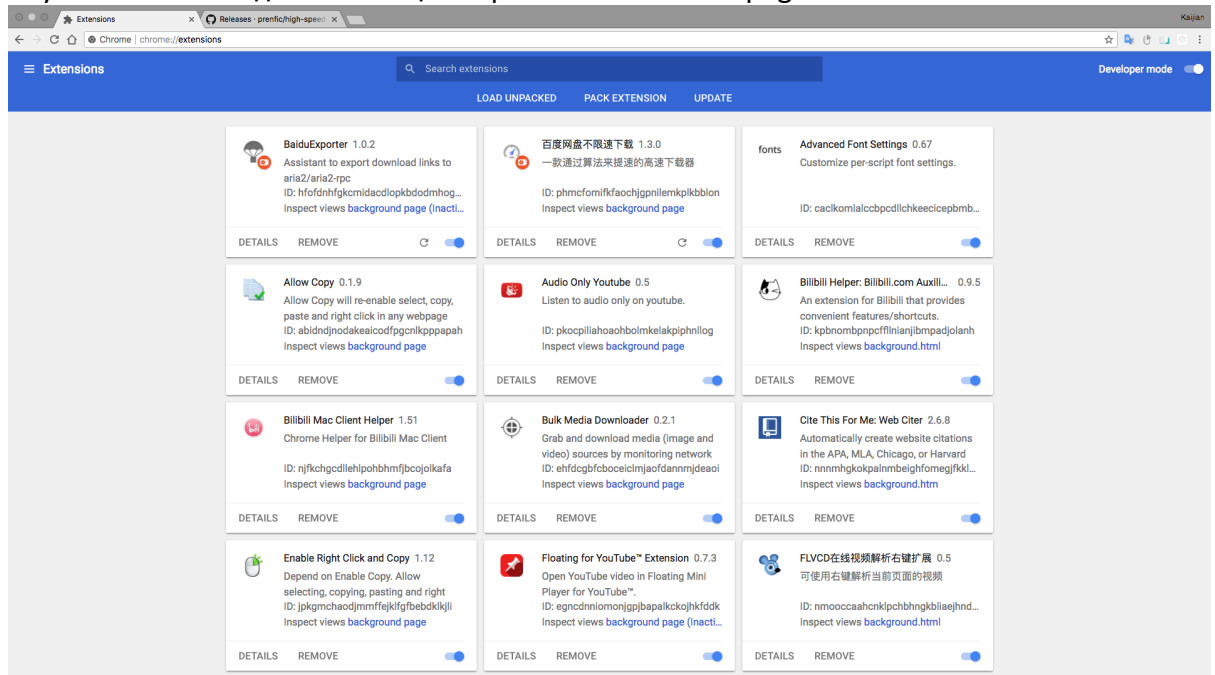 Extensions
Releases · prenfic/high-speed
Kaijian
Chrome | chrome://extensions
Extensions
Search extensions
Developer mode
LOAD UNPACKED PACK EXTENSION UPDATE
BaiduExporter 1.0.2
Assistant to export download links to
aria2/aria2-rpc
ID: hfofdnhfgkcmidacdlopkbdodmhog...
Inspect views background page (Inacti...
DETAILS REMOVE
百度网盘不限速下载 1.3.0
一款通过算法来提速的高速下载器
ID: phmcfomifkfaochjgpnilemkplkbblon
Inspect views background page
DETAILS REMOVE
fonts
Advanced Font Settings 0.67
Customize per-script font settings.
ID: caclkomlalccbpcdllchkeecicepbmb...
DETAILS REMOVE
Allow Copy 0.1.9
Allow Copy will re-enable select, copy,
paste and right click in any webpage
ID: abidndjnodakeaicodfpgcnlkpppapah
Inspect views background page
DETAILS REMOVE
Audio Only Youtube 0.5
Listen to audio only on youtube.
ID: pkocpiliahoaohbolmkelakpiphnllog
Inspect views background page
DETAILS REMOVE
Bilibili Helper: Bilibili.com Auxili... 0.9.5
An extension for Bilibili that provides
convenient features/shortcuts.
ID: kpbnombpnpcffllnianjibmpadjolanh
Inspect views background.html
DETAILS REMOVE
Bilibili Mac Client Helper 1.51
Chrome Helper for Bilibili Mac Client
ID: njfkchgcdllehlpohbhmfjbcojolkafa
Inspect views background page
DETAILS REMOVE
Bulk Media Downloader 0.2.1
Grab and download media (image and
video) sources by monitoring network
ID: ehfdcgbfcboceiclmjaofdannmjdeaoi
Inspect views background page
DETAILS REMOVE
Cite This For Me: Web Citer 2.6.8
Automatically create website citations
in the APA, MLA, Chicago, or Harvard
ID: nnnmhgkokpalnmbeighfomegjfkkl...
Inspect views background.htm
DETAILS REMOVE
Enable Right Click and Copy 1.12
Depend on Enable Copy. Allow
selecting, copying, pasting and right
ID: jpkgmchaodjmmffejklfgfbebdklkjli
Inspect views background page
DETAILS REMOVE
Floating for YouTube™ Extension 0.7.3
Open YouTube video in Floating Mini
Player for YouTube™.
ID: egncdnniomonjgpjbapalkckojhkfddk
Inspect views background page (Inacti...
DETAILS REMOVE
FLVCD在线视频解析右键扩展 0.5
可使用右键解析当前页面的视频
ID: nmooccaahcnklpchbhngkbliaejhnd...
Inspect views background.html
DETAILS REMOVE